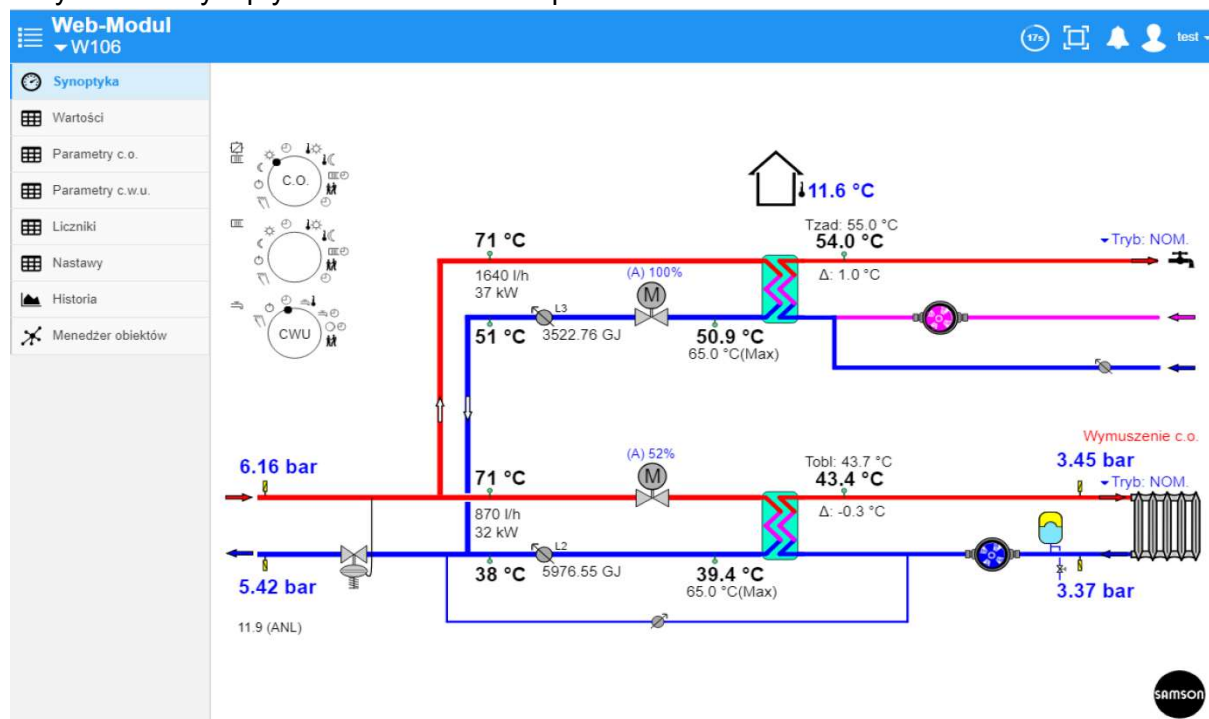 Web-Modul
W106
17s
test
Synoptyka
Wartości
Parametry c.o.
Parametry c.w.u.
Liczniki
Nastawy
Historia
Menedżer obiektów
C.O.
CWU
11.6 °C
71 °C
Tzad: 55.0 °C
54.0 °C
Tryb: NOM.
1640 l/h
37 kW
(A) 100%
M
Δ: 1.0 °C
L3
51 °C
3522.76 GJ
50.9 °C
65.0 °C(Max)
Wymuszenie c.o.
6.16 bar
71 °C
(A) 52%
M
Tobl: 43.7 °C
43.4 °C
3.45 bar
Tryb: NOM.
870 l/h
32 kW
Δ: -0.3 °C
L2
38 °C
5976.55 GJ
39.4 °C
65.0 °C(Max)
5.42 bar
3.37 bar
11.9 (ANL)
SAMSON